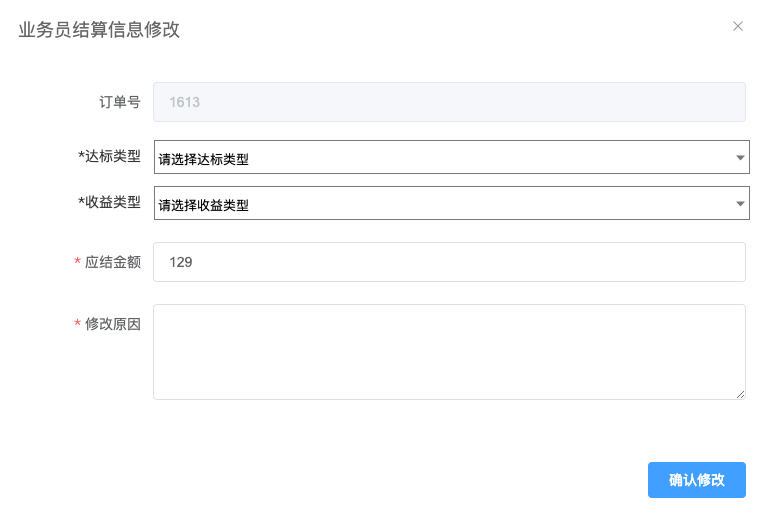 业务员结算信息修改
订单号 1613
*达标类型 请选择达标类型
*收益类型 请选择收益类型
* 应结金额 129
* 修改原因
确认修改